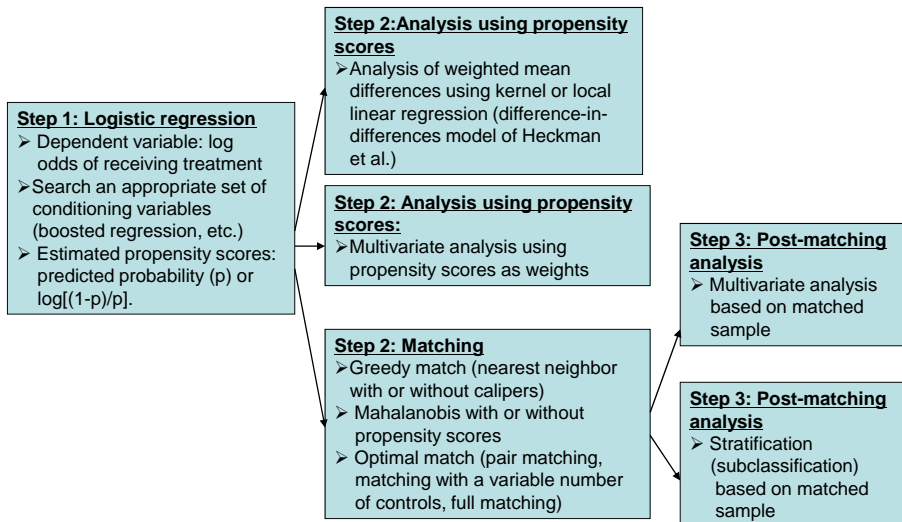 Step 1: Logistic regression
➢ Dependent variable: log
odds of receiving treatment
➢Search an appropriate set of
conditioning variables
(boosted regression, etc.)
➢ Estimated propensity scores:
predicted probability (p) or
log[(1-p)/p].
Step 2:Analysis using propensity
scores
➢Analysis of weighted mean
differences using kernel or local
linear regression (difference-in-
differences model of Heckman
et al.)
Step 2: Analysis using propensity
scores:
➢ Multivariate analysis using
propensity scores as weights
Step 2: Matching
➢Greedy match (nearest neighbor
with or without calipers)
➢ Mahalanobis with or without
propensity scores
➢ Optimal match (pair matching,
matching with a variable number
of controls, full matching)
Step 3: Post-matching
analysis
➢ Multivariate analysis
based on matched
sample
Step 3: Post-matching
analysis
➢ Stratification
(subclassification)
based on matched
sample